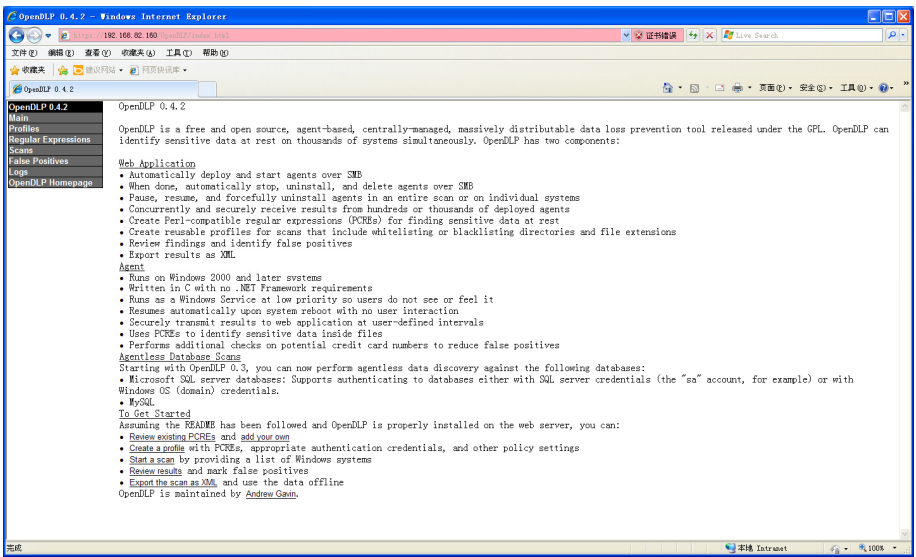 OpenDLP 0.4.2 - Windows Internet Explorer
https://192.168.82.160/OpenDLP/index.html
证书错误
Live Search
文件(F) 编辑(E) 查看(V) 收藏夹(A) 工具(T) 帮助(H)
收藏夹 建议网站 网页快讯库
OpenDLP 0.4.2
页面(P) 安全(S) 工具(O)
OpenDLP 0.4.2
Main
Profiles
Regular Expressions
Scans
False Positives
Logs
OpenDLP Homepage
OpenDLP 0.4.2
OpenDLP is a free and open source, agent-based, centrally-managed, massively distributable data loss prevention tool released under the GPL. OpenDLP can
identify sensitive data at rest on thousands of systems simultaneously. OpenDLP has two components:
Web Application
• Automatically deploy and start agents over SMB
• When done, automatically stop, uninstall, and delete agents over SMB
• Pause, resume, and forcefully uninstall agents in an entire scan or on individual systems
• Concurrently and securely receive results from hundreds or thousands of deployed agents
• Create Perl-compatible regular expressions (PCREs) for finding sensitive data at rest
• Create reusable profiles for scans that include whitelisting or blacklisting directories and file extensions
• Review findings and identify false positives
• Export results as XML
Agent
• Runs on Windows 2000 and later systems
• Written in C with no .NET Framework requirements
• Runs as a Windows Service at low priority so users do not see or feel it
• Resumes automatically upon system reboot with no user interaction
• Securely transmit results to web application at user-defined intervals
• Uses PCREs to identify sensitive data inside files
• Performs additional checks on potential credit card numbers to reduce false positives
Agentless Database Scans
Starting with OpenDLP 0.3, you can now perform agentless data discovery against the following databases:
• Microsoft SQL server databases: Supports authenticating to databases either with SQL server credentials (the "sa" account, for example) or with
Windows OS (domain) credentials.
• MySQL
To Get Started
Assuming the README has been followed and OpenDLP is properly installed on the web server, you can:
• Review existing PCREs and add your own
• Create a profile with PCREs, appropriate authentication credentials, and other policy settings
• Start a scan by providing a list of Windows systems
• Review results and mark false positives
• Export the scan as XML and use the data offline
OpenDLP is maintained by Andrew Gavin.
完成
本地 Intranet
100%